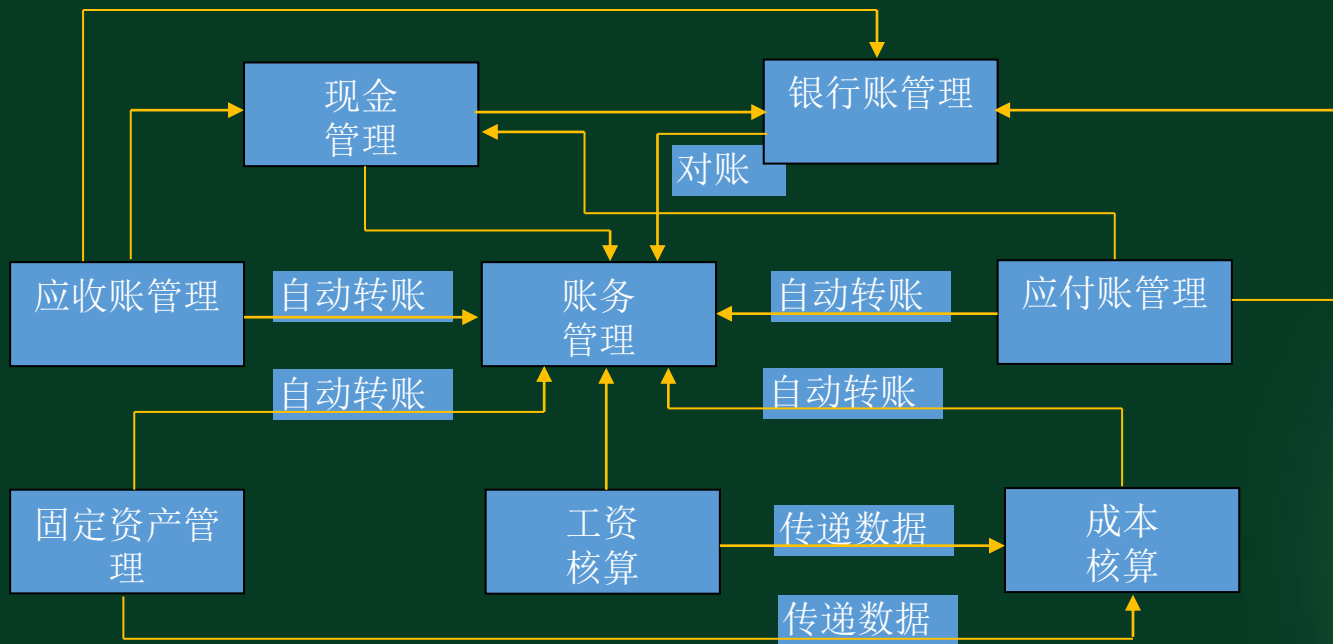 现金
管理
银行账管理
对账
应收账管理
自动转账
账务
管理
自动转账
应付账管理
自动转账
自动转账
固定资产管
理
工资
核算
传递数据
成本
核算
传递数据